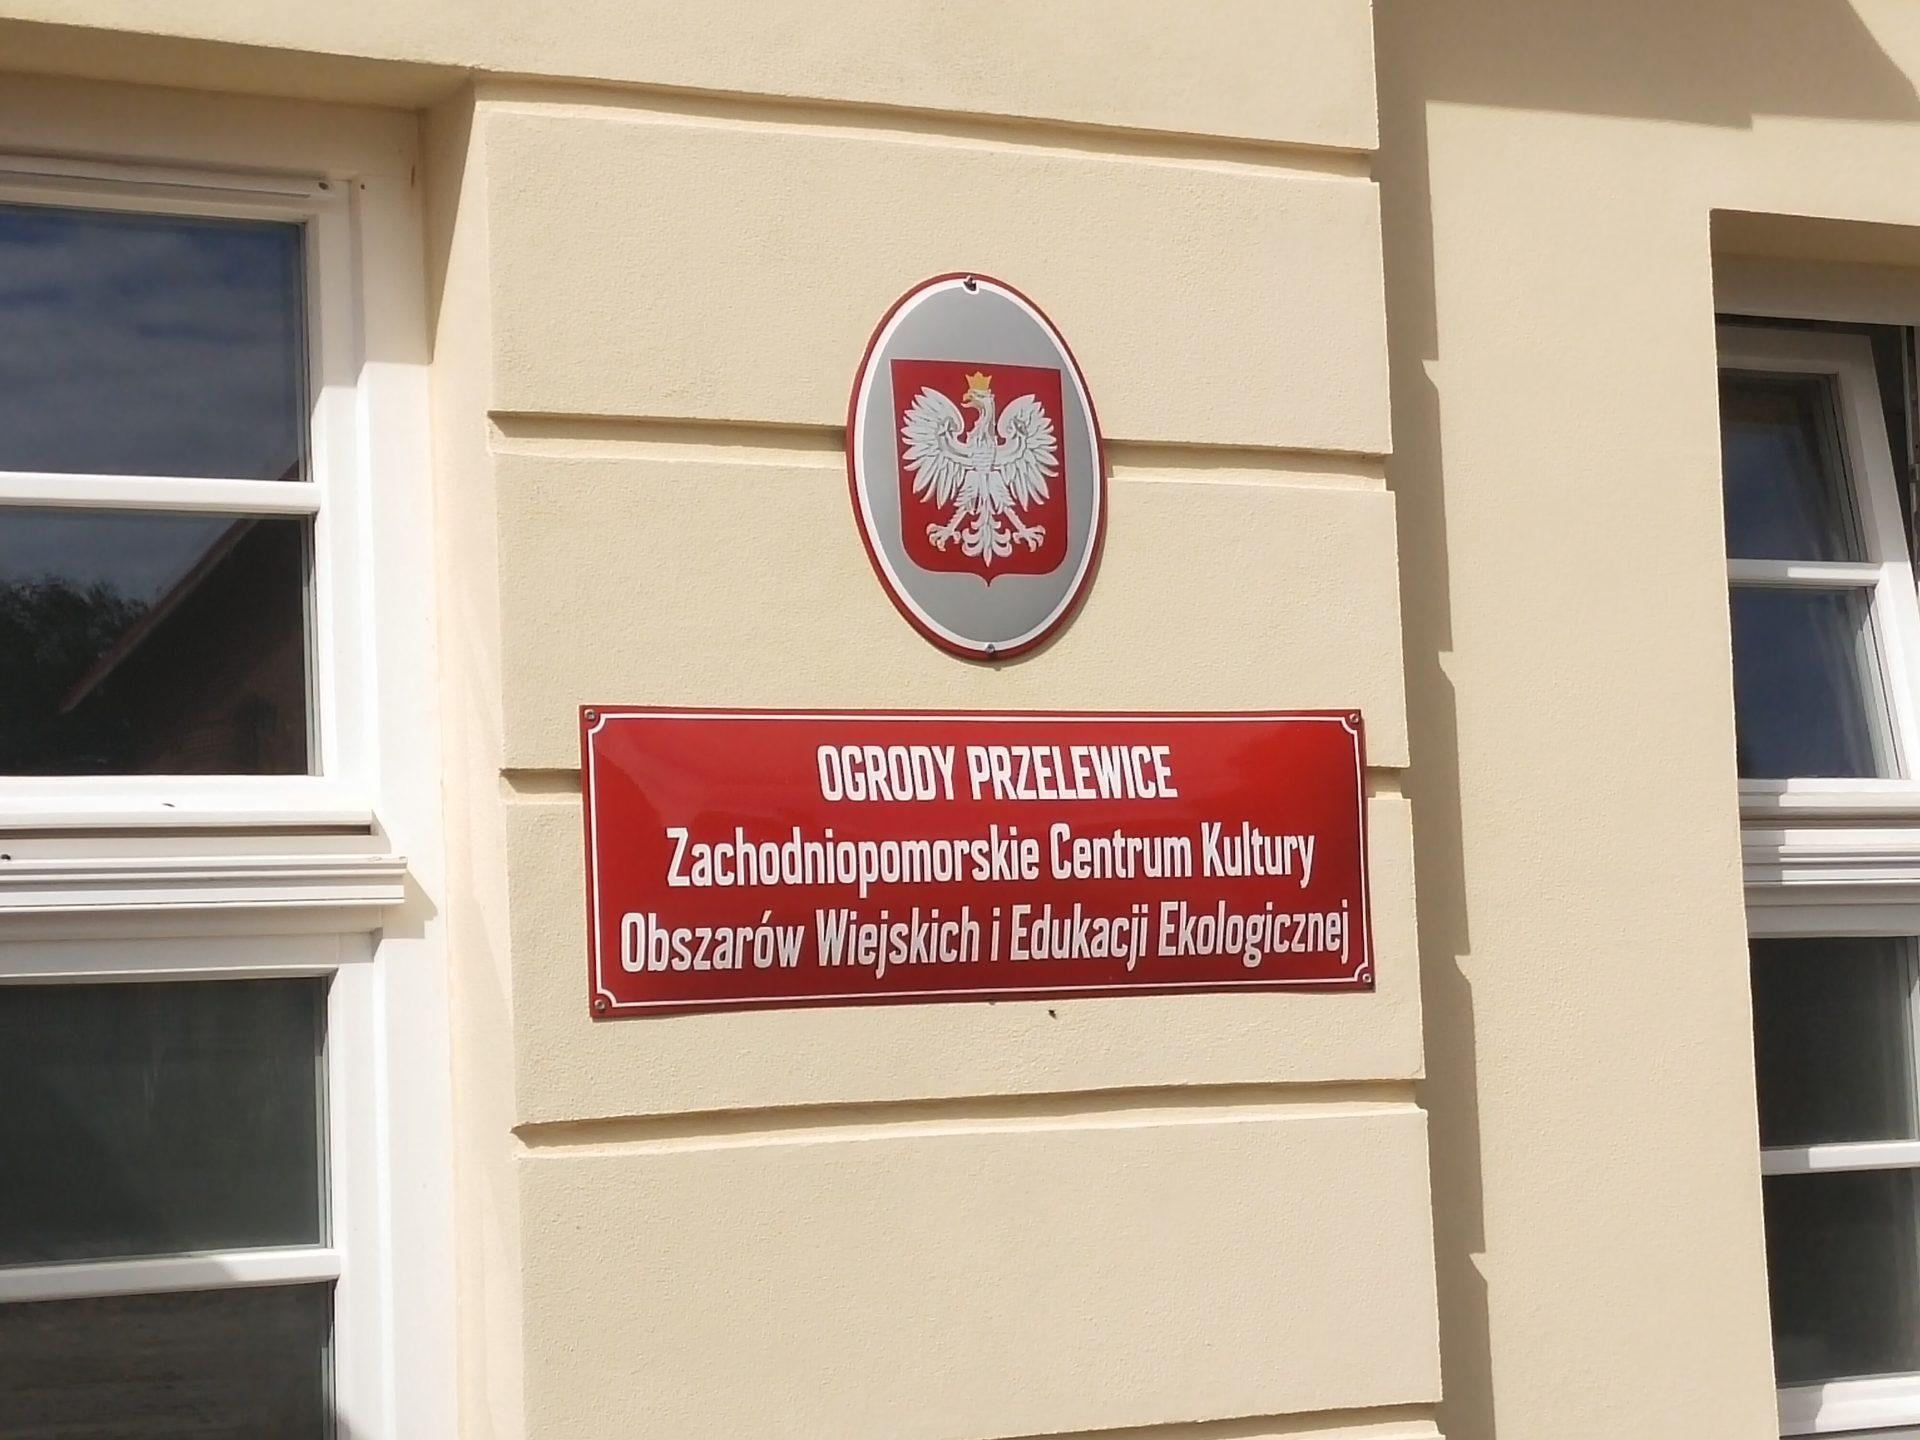 OGRODY PRZELEWICE
Zachodniopomorskie Centrum Kultury
Obszarów Wiejskich i Edukacji Ekologicznej